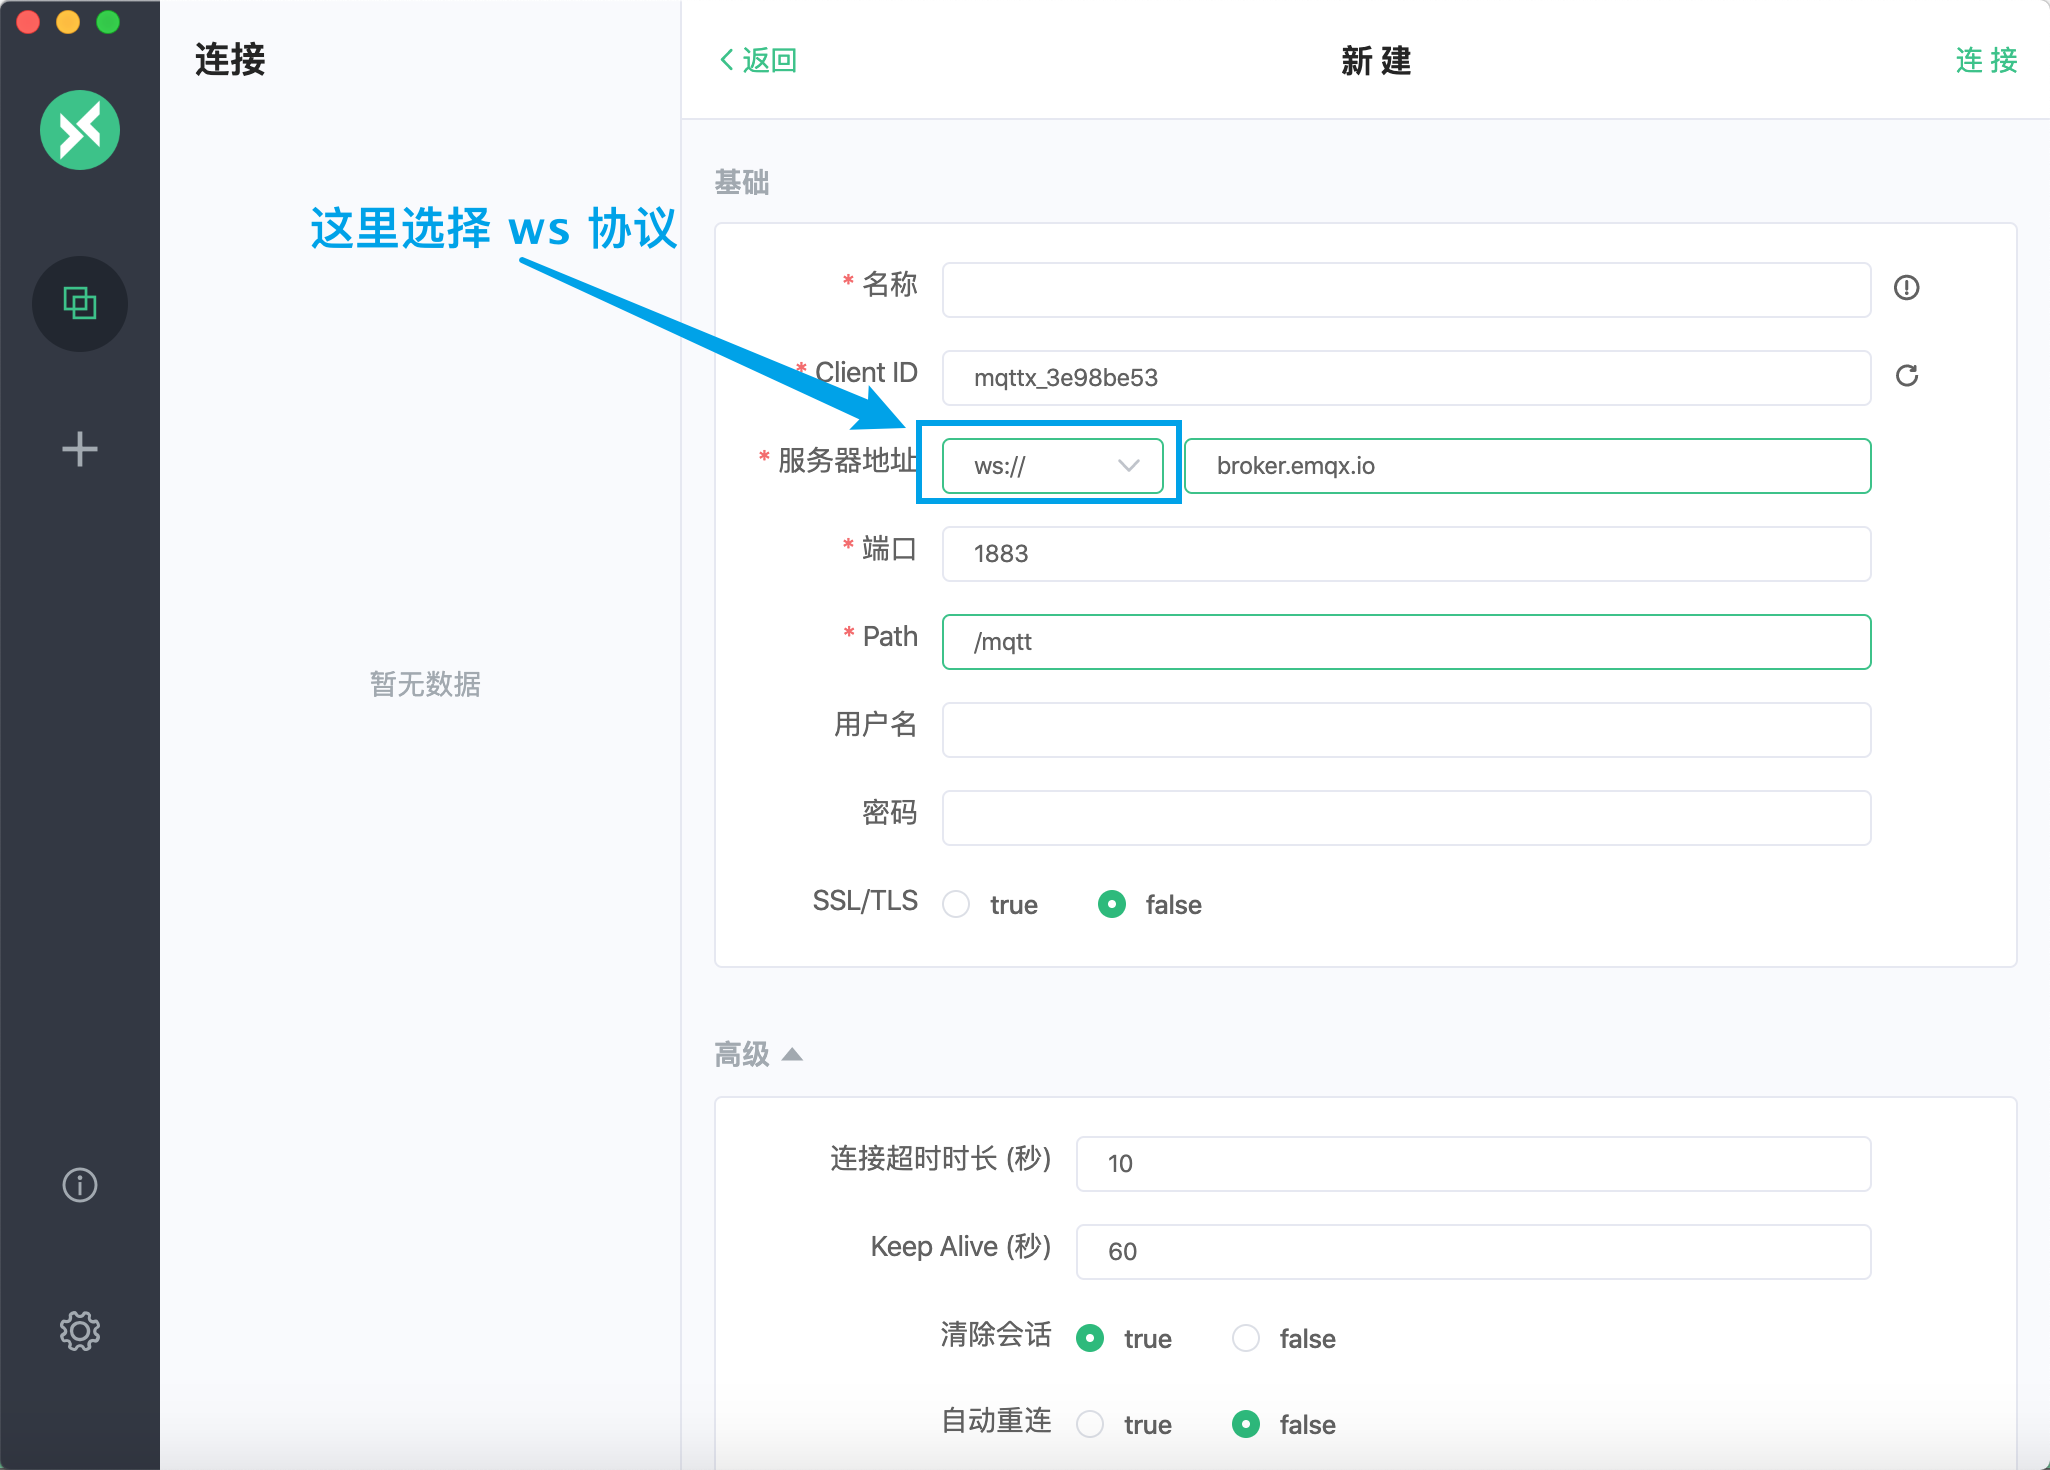 连接
返回
新 建
连 接
基础
这里选择 ws 协议
* 名称
* Client ID
mqttx_3e98be53
* 服务器地址
ws://
broker.emqx.io
* 端口
1883
* Path
/mqtt
暂无数据
用户名
密码
SSL/TLS
true
false
高级
连接超时时长 (秒)
10
Keep Alive (秒)
60
清除会话
true
false
自动重连
true
false